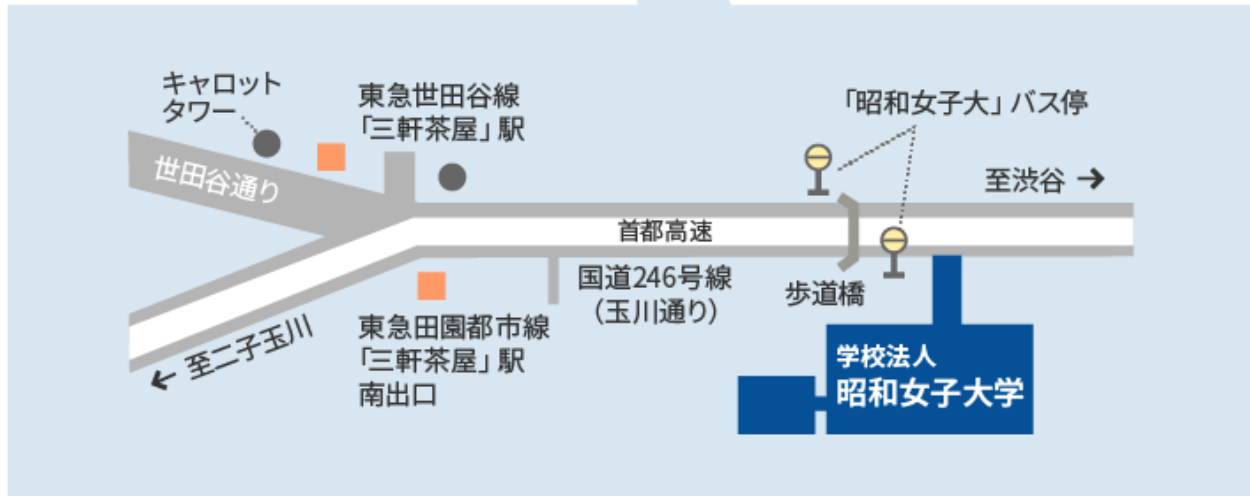 キャロット
タワー
東急世田谷線
「三軒茶屋」駅
「昭和女子大」バス停
世田谷通り
至渋谷 →
首都高速
国道246号線
（玉川通り）
歩道橋
← 至二子玉川
東急田園都市線
「三軒茶屋」駅
南出口
学校法人
昭和女子大学